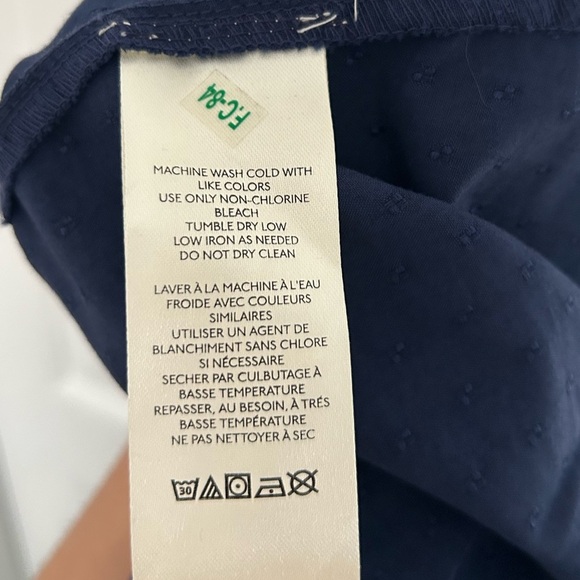 F.C-84
MACHINE WASH COLD WITH
LIKE COLORS
USE ONLY NON-CHLORINE
BLEACH
TUMBLE DRY LOW
LOW IRON AS NEEDED
DO NOT DRY CLEAN
LAVER À LA MACHINE À L'EAU
FROIDE AVEC COULEURS
SIMILAIRES
UTILISER UN AGENT DE
BLANCHIMENT SANS CHLORE
SI NÉCESSAIRE
SECHER PAR CULBUTAGE À
BASSE TEMPERATURE
REPASSER, AU BESOIN, À TRÉS
BASSE TEMPÉRATURE
NE PAS NETTOYER À SEC
30